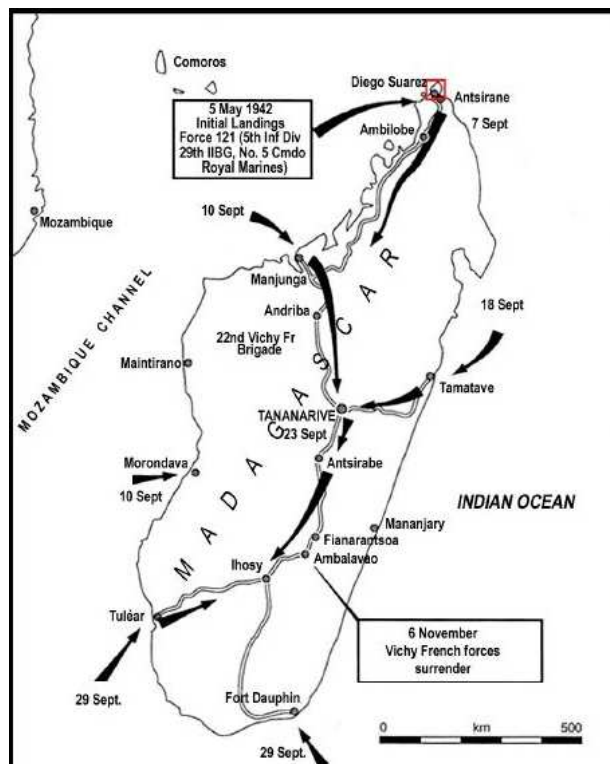 Comoros
Diego Suarez
Antsirane
5 May 1942
Initial Landings
Force 121 (5th Inf Div
29th IIBG, No. 5 Cmdo
Royal Marines)
7 Sept
Ambilobe
Mozambique
10 Sept
Manjunga
MOZAMBIQUE CHANNEL
MADAGASCAR
Andriba
18 Sept
22nd Vichy Fr
Brigade
Maintirano
Tamatave
TANANARIVE
23 Sept
Morondava
10 Sept
Antsirabe
INDIAN OCEAN
Mananjary
Fianarantsoa
Ambalavao
Ihosy
Tuléar
6 November
Vichy French forces
surrender
29 Sept.
Fort Dauphin
29 Sept.
0 km 500